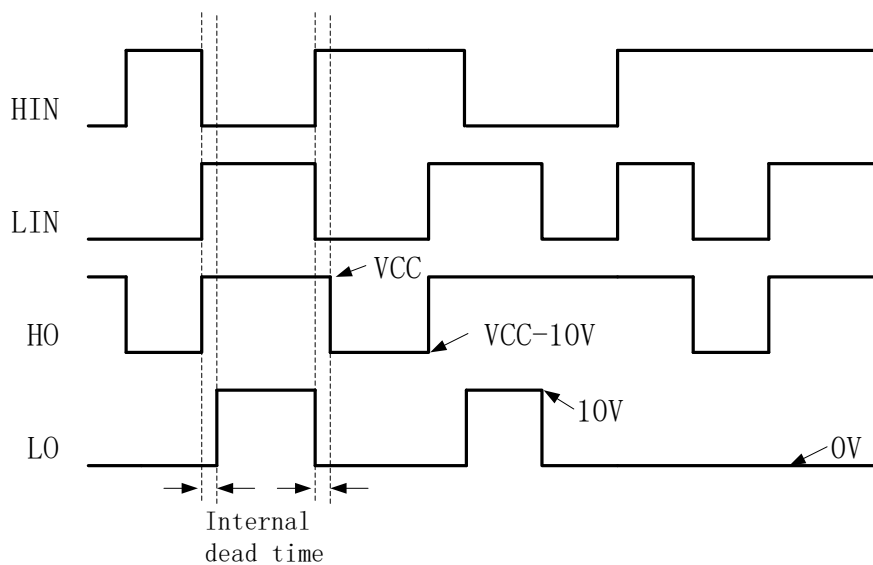 HIN
LIN
VCC
HO
VCC-10V
10V
LO
0V
Internal
dead time